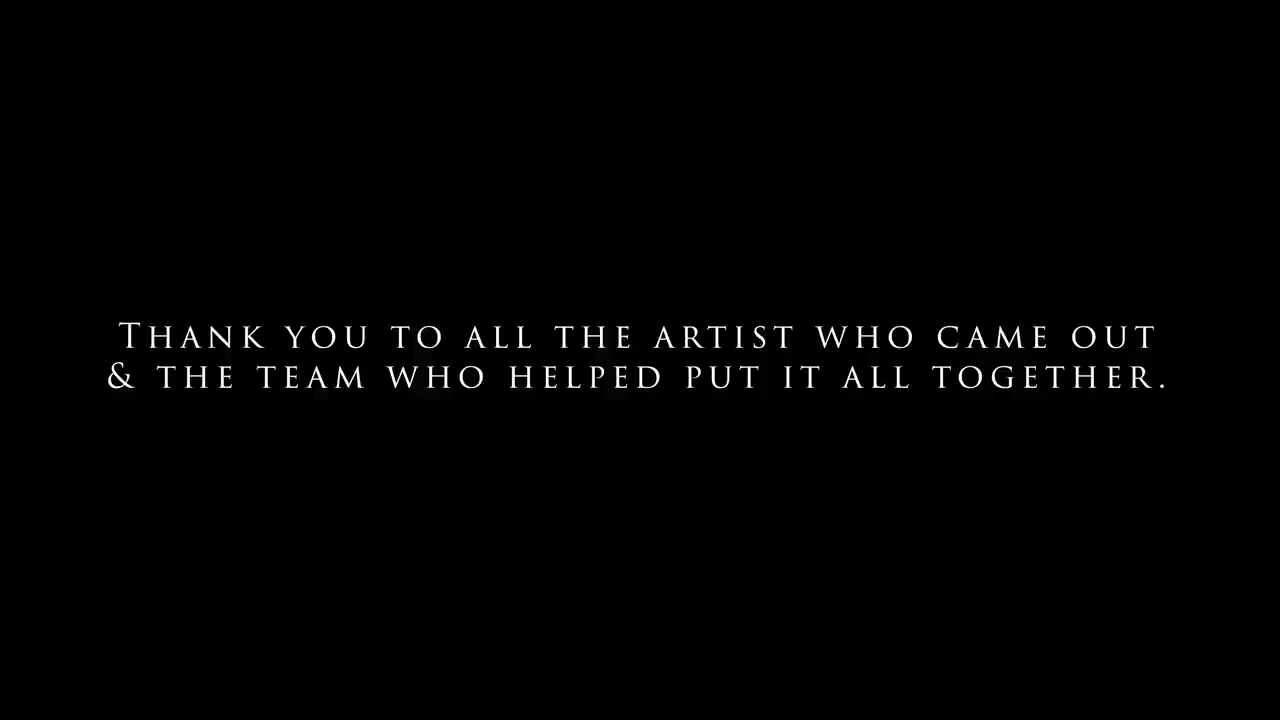 Thank you to all the artist who came out
& the team who helped put it all together.